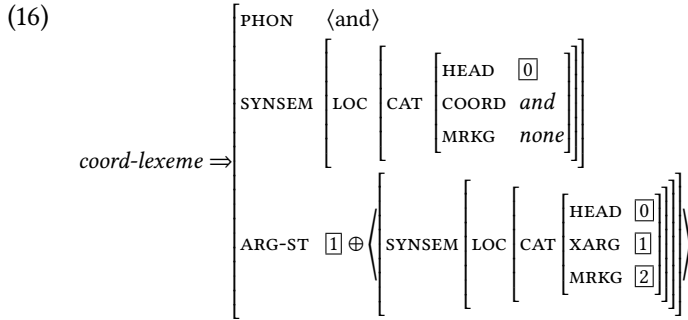 (16)
PHON ⟨and⟩
HEAD 0
SYNSEM LOC CAT COORD and
MRKG none
coord-lexeme ⇒
HEAD 0
ARG-ST 1 ⊕ ⟨ SYNSEM LOC CAT XARG 1 ⟩
MRKG 2